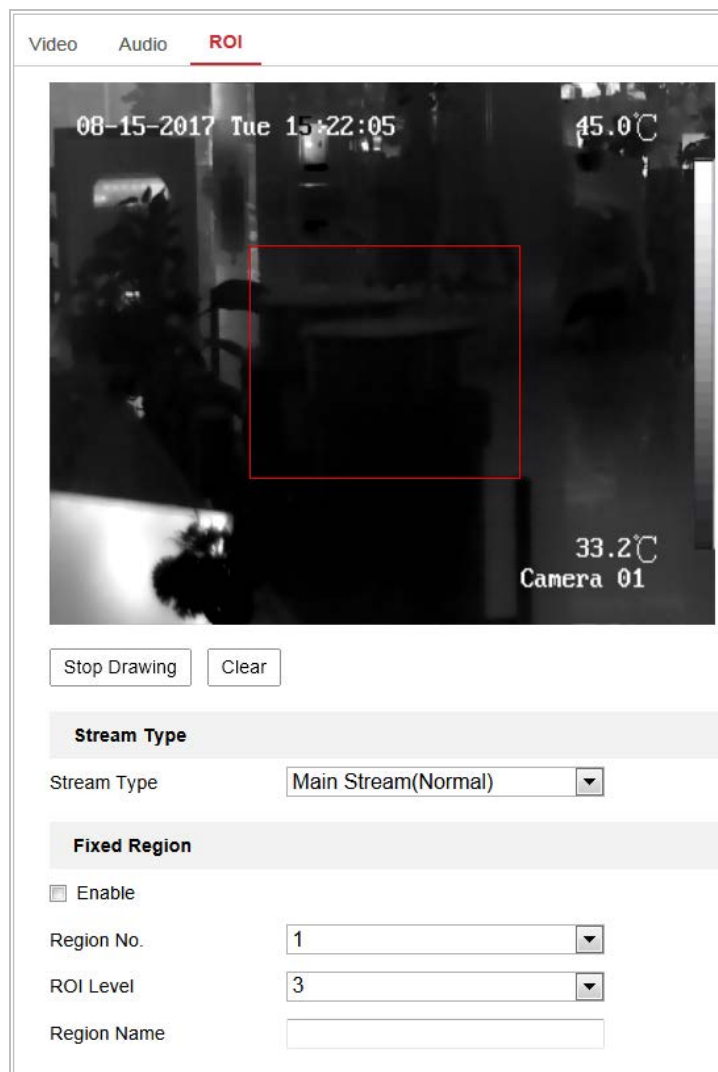 Video Audio ROI
08-15-2017 Tue 15:22:05 45.0℃
33.2℃
Camera 01
Stop Drawing Clear
Stream Type
Stream Type Main Stream(Normal)
Fixed Region
Enable
Region No. 1
ROI Level 3
Region Name